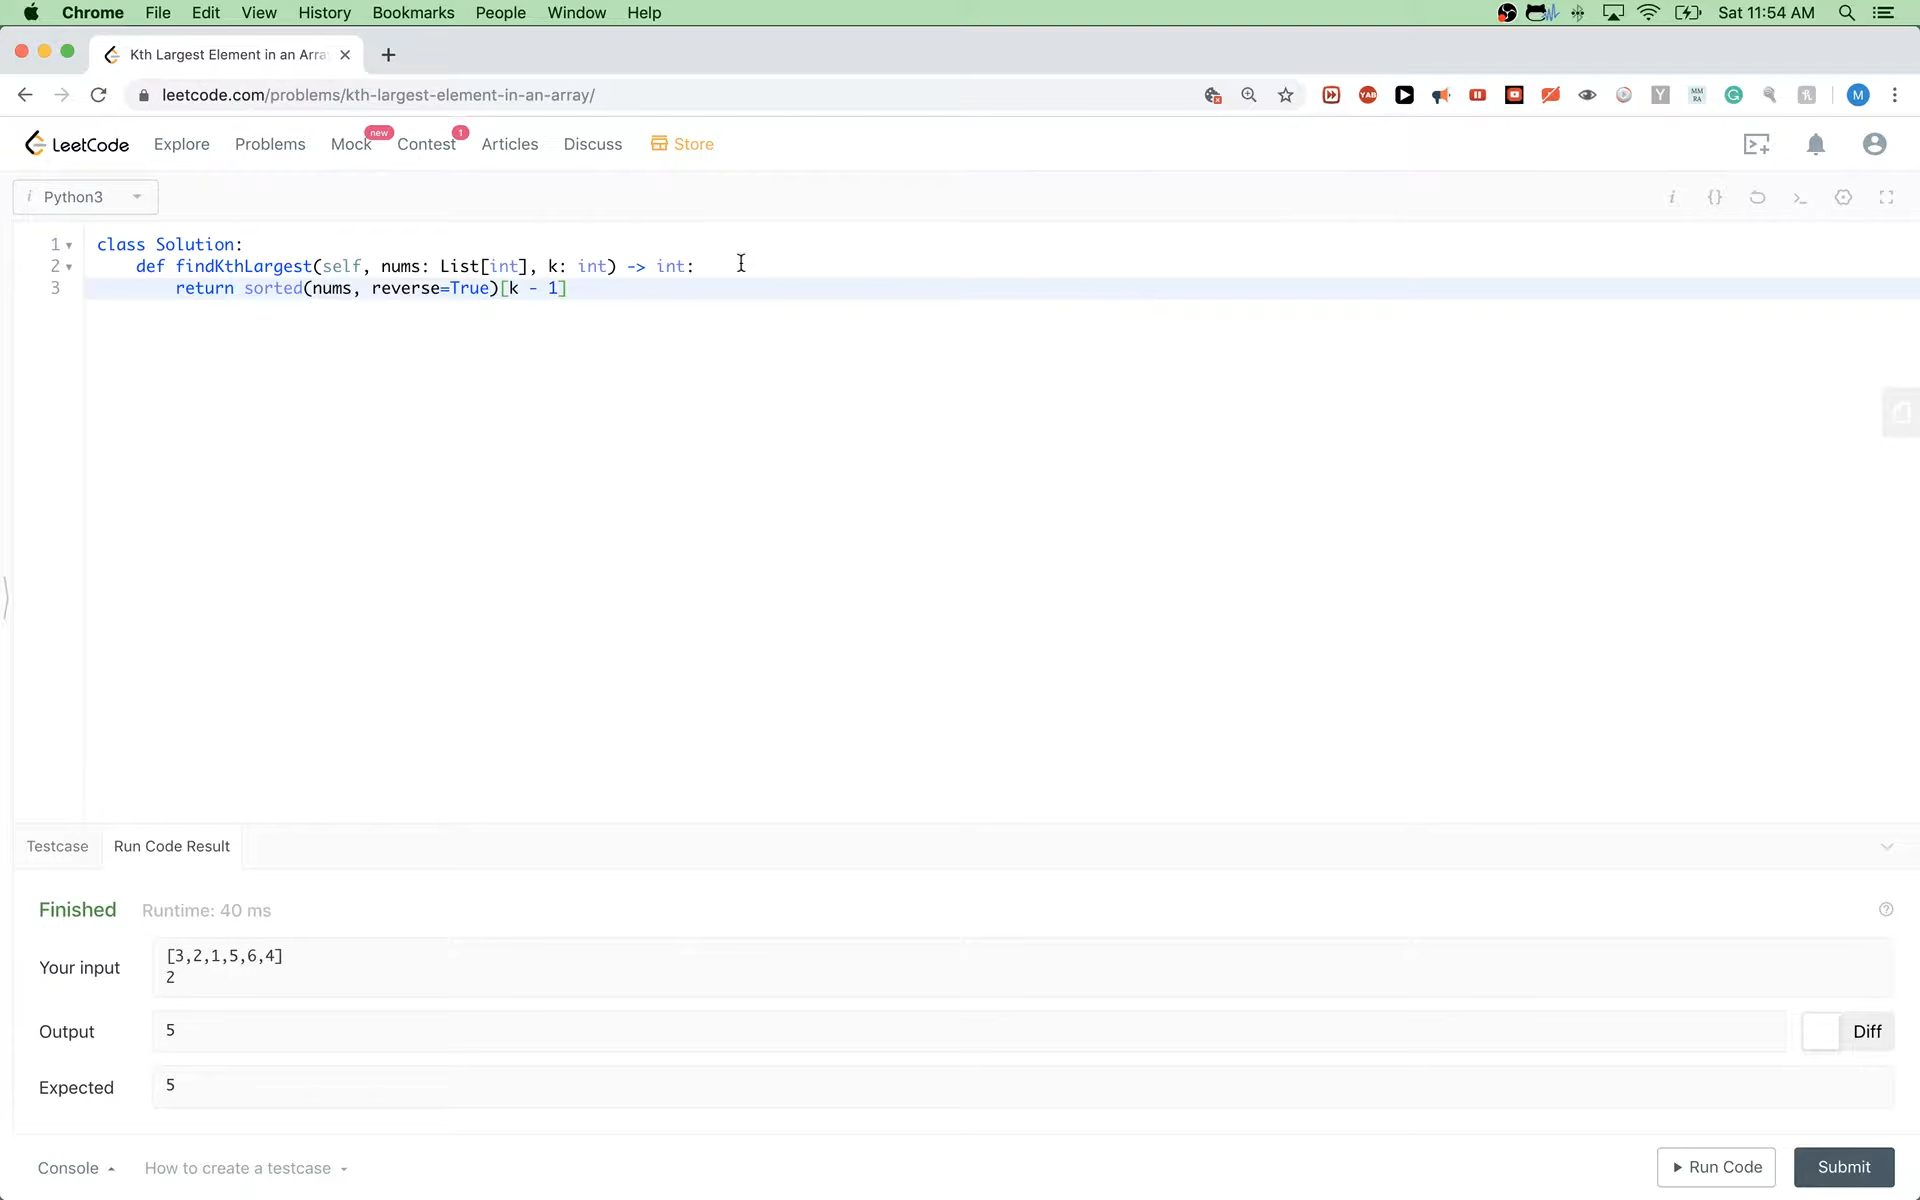 Chrome File Edit View History Bookmarks People Window Help Sat 11:54 AM
Kth Largest Element in an Arra
leetcode.com/problems/kth-largest-element-in-an-array/
YAB Y MM RA G M
LeetCode Explore Problems Mock new Contest 1 Articles Discuss Store
i Python3 i {} >_
1 class Solution:
2 def findKthLargest(self, nums: List[int], k: int) -> int:
3 return sorted(nums, reverse=True)[k - 1]
Testcase Run Code Result
Finished Runtime: 40 ms
Your input [3,2,1,5,6,4]
2
Output 5 Diff
Expected 5
Console How to create a testcase Run Code Submit